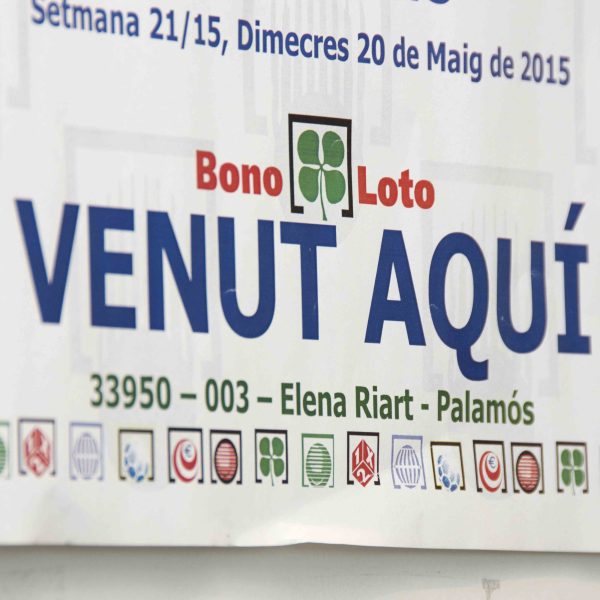 Setmana 21/15, Dimecres 20 de Maig de 2015
Bono Loto
VENUT AQUÍ
33950 – 003 – Elena Riart - Palamós